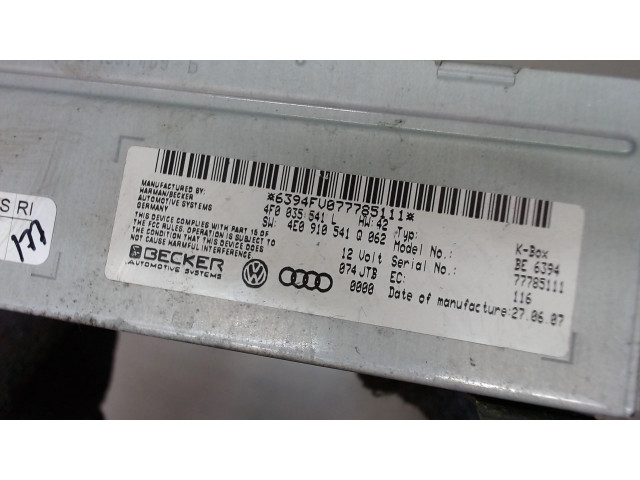 S RI
MANUFACTURED BY:
HARMAN/BECKER
AUTOMOTIVE SYSTEMS
GERMANY
THIS DEVICE COMPLIES WITH PART 15 OF
THE FCC RULES. OPERATION IS SUBJECT
TO THE CONDITION THAT THIS DEVICE DOES
NOT CAUSE HARMFUL INTERFERENCE
BECKER
AUTOMOTIVE SYSTEMS
*6394FU077785111*
4F0 035 541 L HW: 42
SW: 4E0 910 541 Q 062
12 Volt
074 JTB
0000
Typ: K-Box
Model No.: BE 6394
Serial No.: 77785111
EC: 116
Date of manufacture: 27.06.07